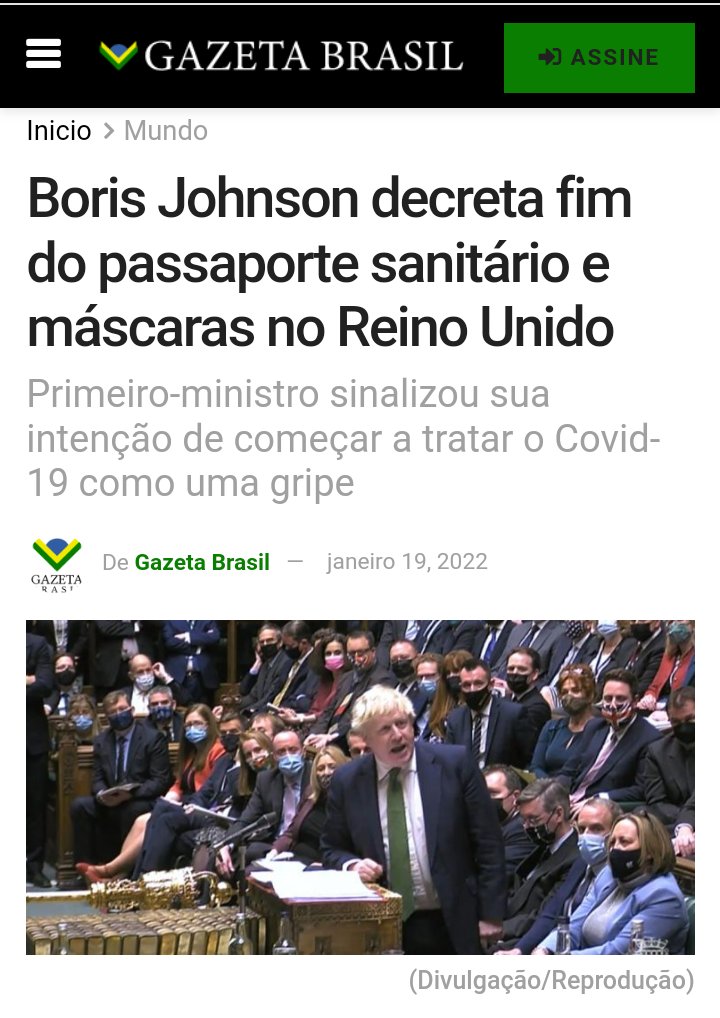 GAZETA BRASIL
ASSINE
Inicio > Mundo
Boris Johnson decreta fim
do passaporte sanitário e
máscaras no Reino Unido
Primeiro-ministro sinalizou sua
intenção de começar a tratar o Covid-
19 como uma gripe
GAZETA
De Gazeta Brasil — janeiro 19, 2022
(Divulgação/Reprodução)